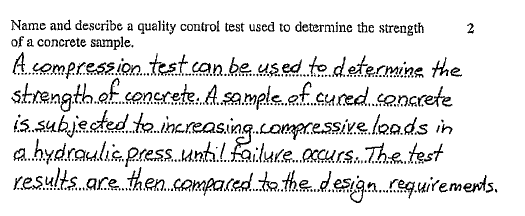 Name and describe a quality control test used to determine the strength 2
of a concrete sample.
A compression test can be used to determine the
strength of concrete. A sample of cured concrete
is subjected to increasing compressive loads in
a hydraulic press until failure occurs. The test
results are then compared to the design requirements.